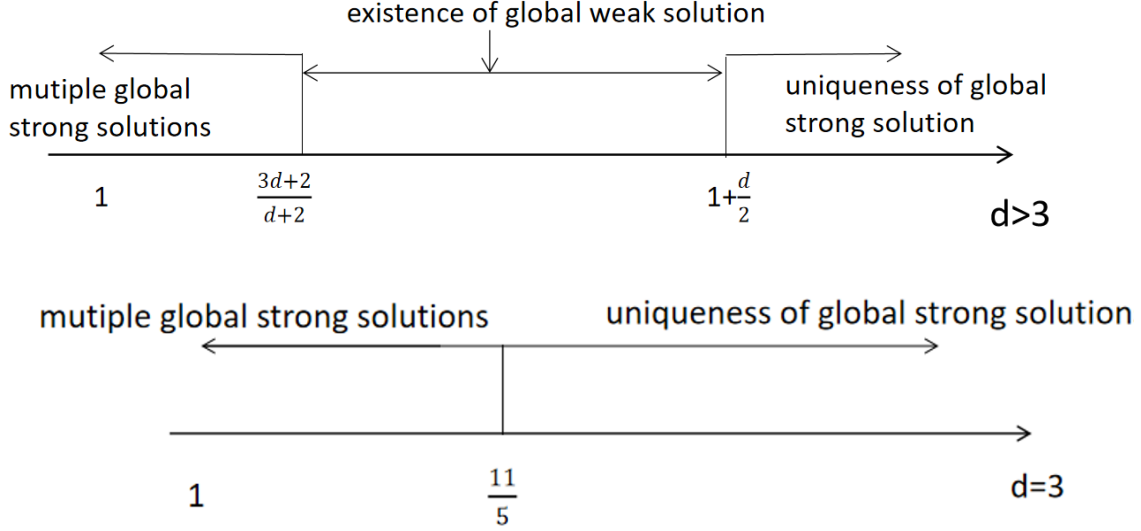 existence of global weak solution
mutiple global
strong solutions
uniqueness of global
strong solution
1
3d+2
d+2
1+d/2
d>3
mutiple global strong solutions
uniqueness of global strong solution
1
11
5
d=3